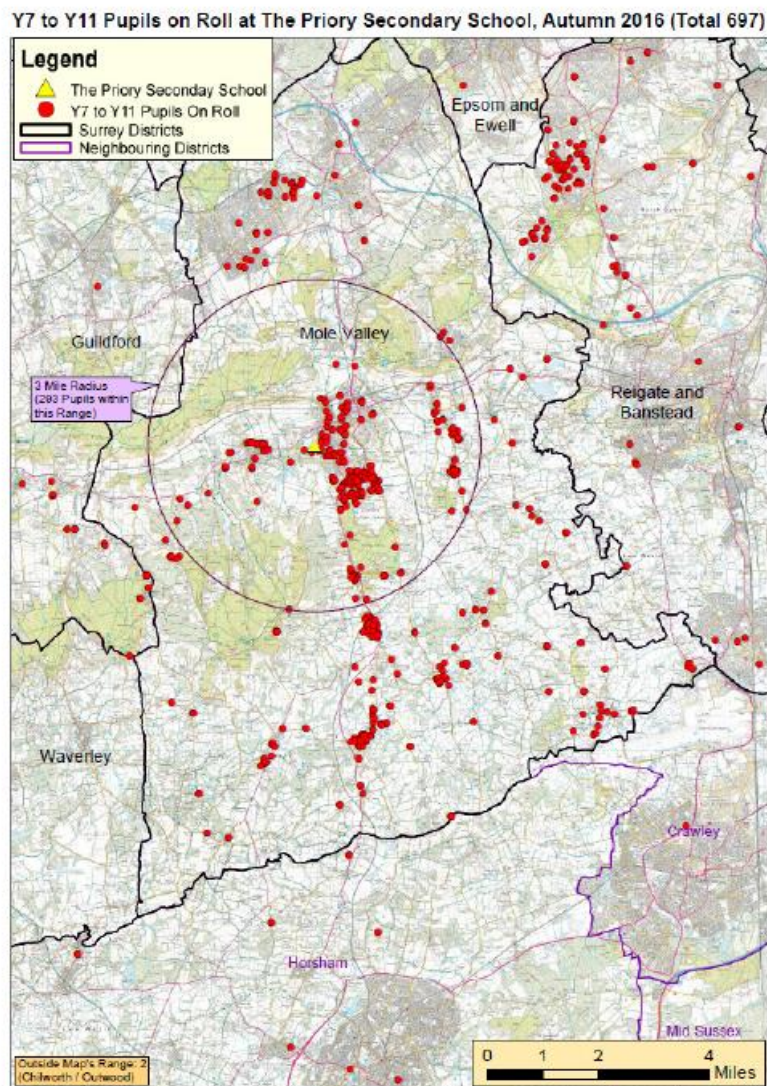 Y7 to Y11 Pupils on Roll at The Priory Secondary School, Autumn 2016 (Total 697)
Legend
The Priory Seconday School
Y7 to Y11 Pupils On Roll
Surrey Districts
Neighbouring Districts
Epsom and
Ewell
Guildford
Mole Valley
3 Mile Radius
(293 Pupils within
this Range)
Reigate and
Banstead
Waverley
Crawley
Horsham
Mid Sussex
Outside Map's Range: 2
(Chilworth / Outwood)
0 1 2 4
Miles